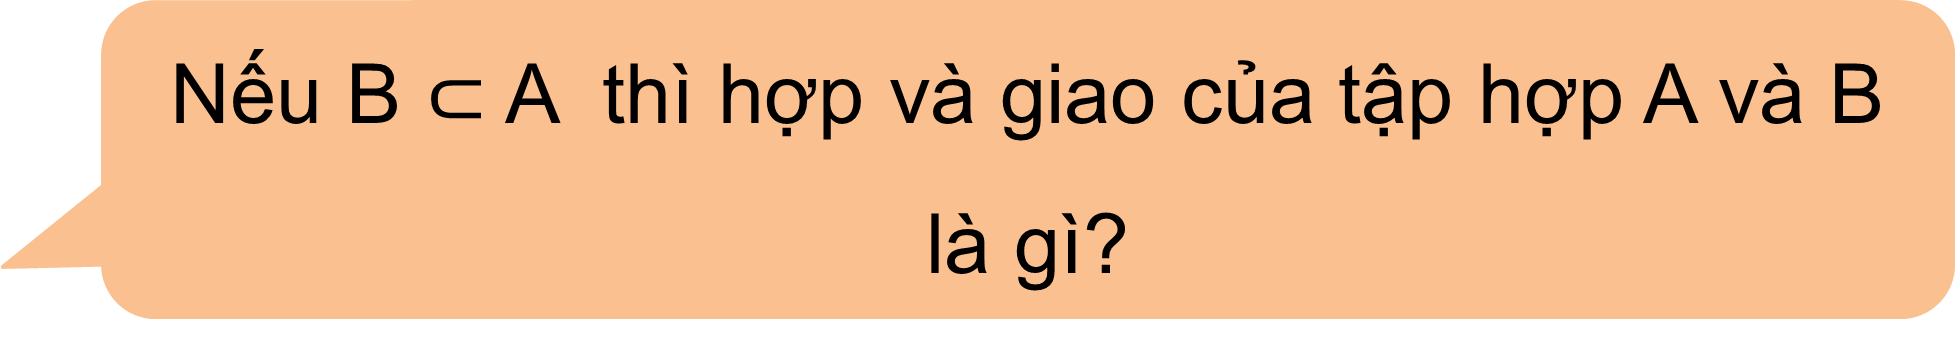 Nếu B ⊂ A thì hợp và giao của tập hợp A và B
là gì?